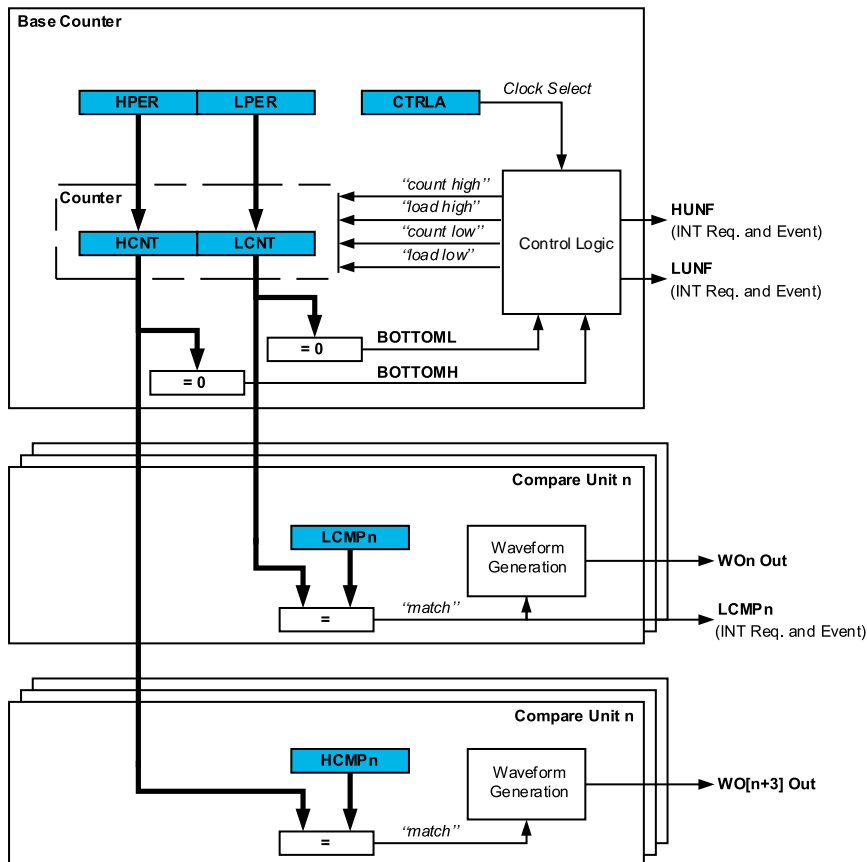 Base Counter
HPER LPER CTRLA Clock Select
"count high"
"load high"
"count low"
"load low"
Counter
HCNT LCNT
Control Logic
HUNF
(INT Req. and Event)
LUNF
(INT Req. and Event)
= 0
BOTTOML
= 0
BOTTOMH
Compare Unit n
LCMPn
Waveform
Generation
WOn Out
=
"match"
LCMPn
(INT Req. and Event)
Compare Unit n
HCMPn
Waveform
Generation
WO[n+3] Out
=
"match"